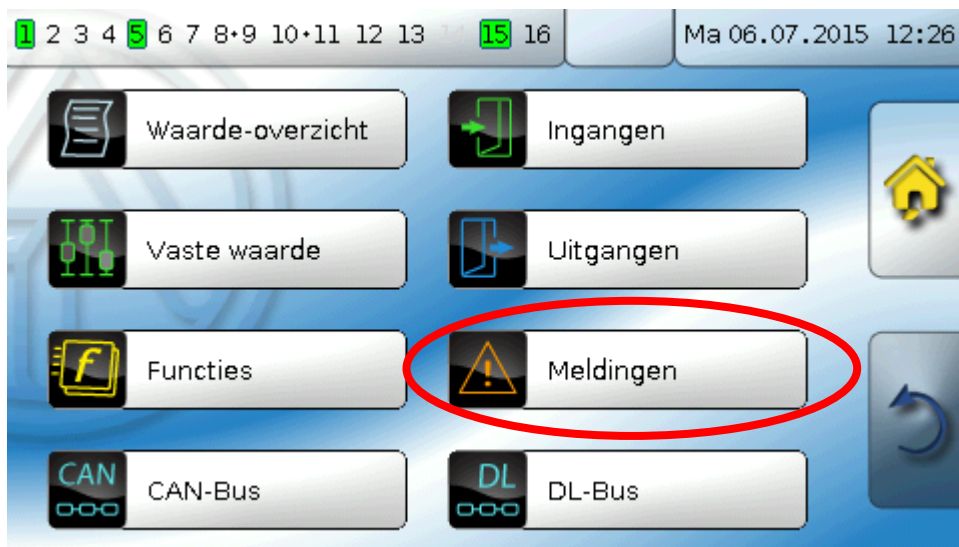 1 2 3 4 5 6 7 8•9 10•11 12 13 15 16 Ma 06.07.2015 12:26
Waarde-overzicht Ingangen
Vaste waarde Uitgangen
f Functies Meldingen
CAN CAN-Bus DL DL-Bus